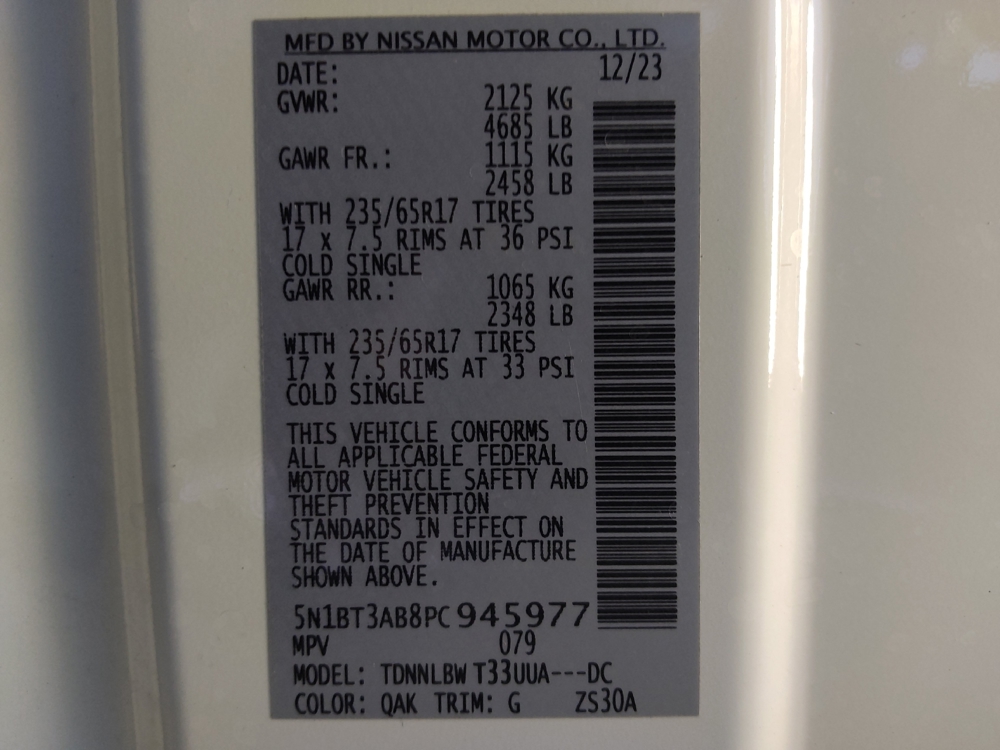 MFD BY NISSAN MOTOR CO., LTD.
DATE: 12/23
GVWR: 2125 KG
4685 LB
GAWR FR.: 1115 KG
2458 LB
WITH 235/65R17 TIRES
17 x 7.5 RIMS AT 36 PSI
COLD SINGLE
GAWR RR.: 1065 KG
2348 LB
WITH 235/65R17 TIRES
17 x 7.5 RIMS AT 33 PSI
COLD SINGLE
THIS VEHICLE CONFORMS TO
ALL APPLICABLE FEDERAL
MOTOR VEHICLE SAFETY AND
THEFT PREVENTION
STANDARDS IN EFFECT ON
THE DATE OF MANUFACTURE
SHOWN ABOVE.
5N1BT3AB8PC945977
MPV 079
MODEL: TDNNLBW T33UUA---DC
COLOR: QAK TRIM: G ZS30A